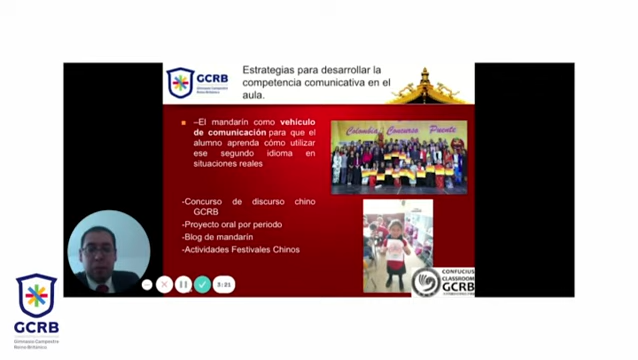 GCRB
Gimnasio Campestre
Reino Británico
Estrategias para desarrollar la
competencia comunicativa en el
aula.
–El mandarín como vehículo
de comunicación para que el
alumno aprenda cómo utilizar
ese segundo idioma en
situaciones reales
Colombia Concurso Puente
-Concurso de discurso chino
GCRB
-Proyecto oral por periodo
-Blog de mandarín
-Actividades Festivales Chinos
CONFUCIUS
CLASSROOM
GCRB
3:21
GCRB
Gimnasio Campestre
Reino Británico